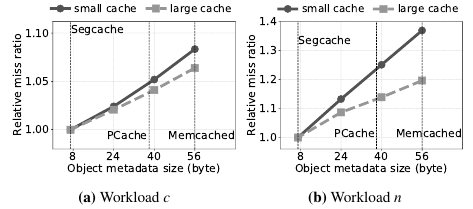 small cache large cache
1.10
1.05
1.00
Relative miss ratio
Segcache
PCache Memcached
8 24 40 56
Object metadata size (byte)
(a) Workload c
small cache large cache
1.4
1.3
1.2
1.1
1.0
Relative miss ratio
Segcache
PCache Memcached
8 24 40 56
Object metadata size (byte)
(b) Workload n